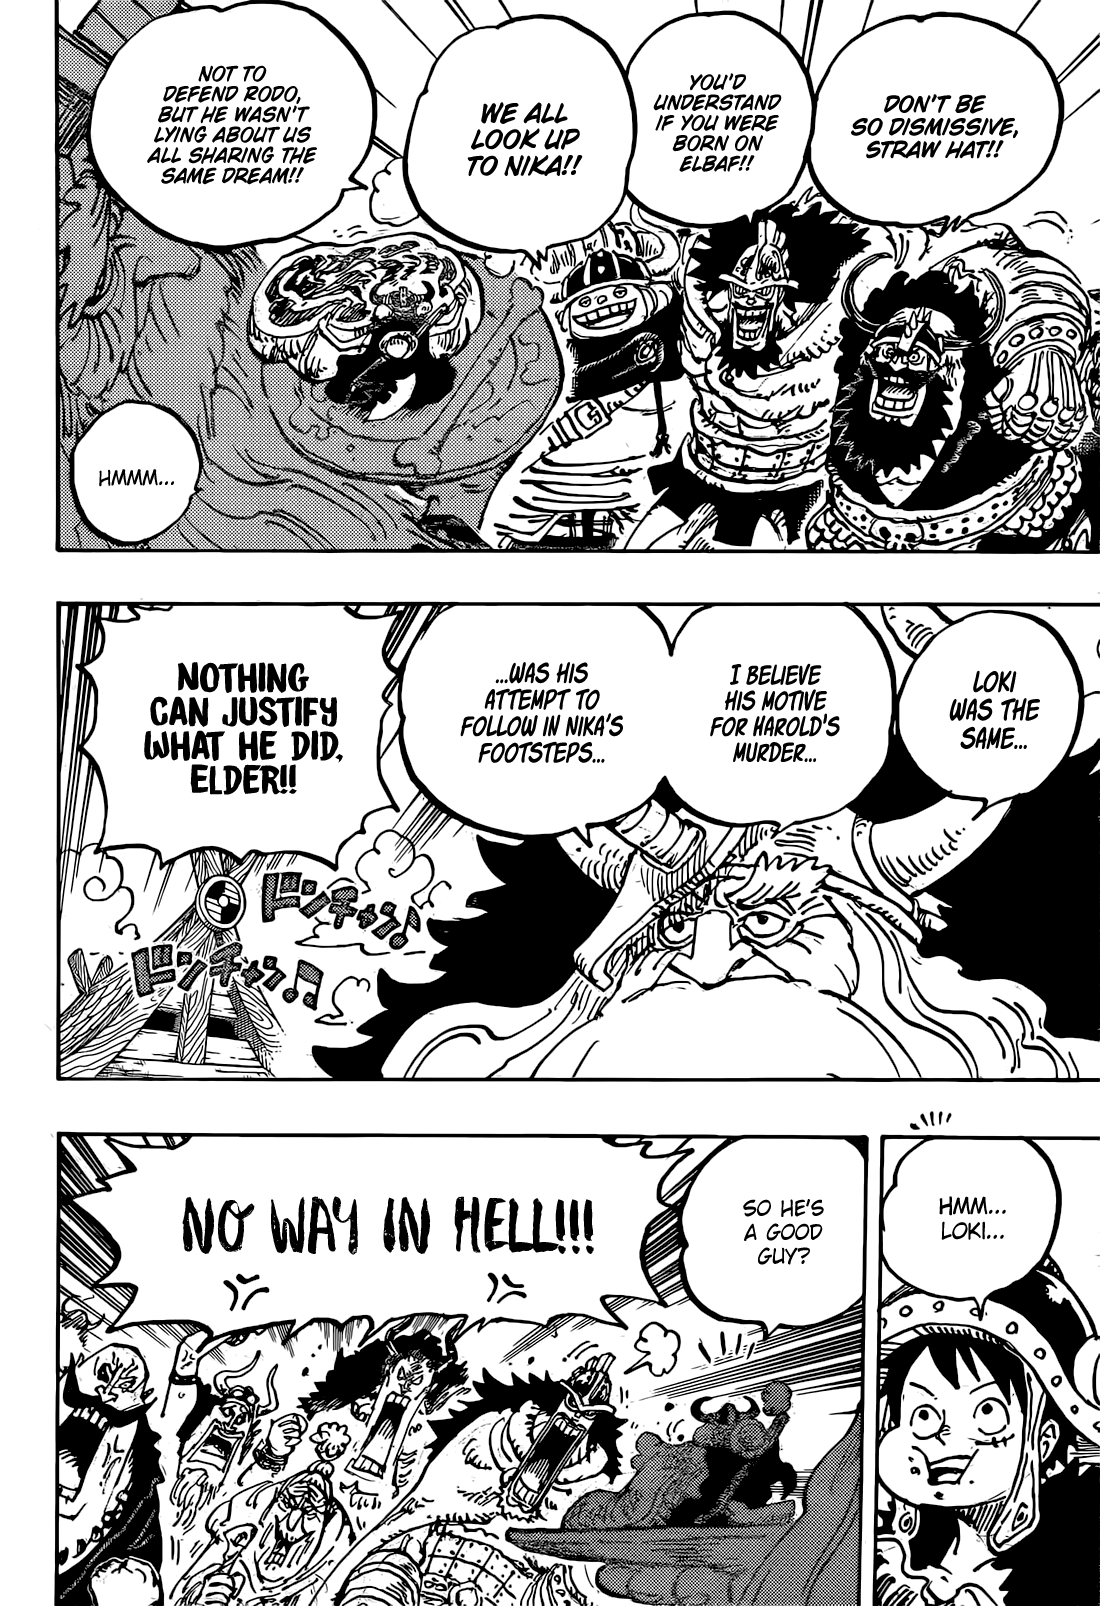 DON'T BE
SO DISMISSIVE,
STRAW HAT!!
YOU'D
UNDERSTAND
IF YOU WERE
BORN ON
ELBAF!!
WE ALL
LOOK UP
TO NIKA!!
NOT TO
DEFEND RODO,
BUT HE WASN'T
LYING ABOUT US
ALL SHARING THE
SAME DREAM!!
HMMM...
LOKI
WAS THE
SAME...
I BELIEVE
HIS MOTIVE
FOR HAROLD'S
MURDER...
...WAS HIS
ATTEMPT TO
FOLLOW IN NIKA'S
FOOTSTEPS...
NOTHING
CAN JUSTIFY
WHAT HE DID,
ELDER!!
ドンチャン♪
ドンチャン♫
HMM...
LOKI...
SO HE'S
A GOOD
GUY?
NO WAY IN HELL!!!